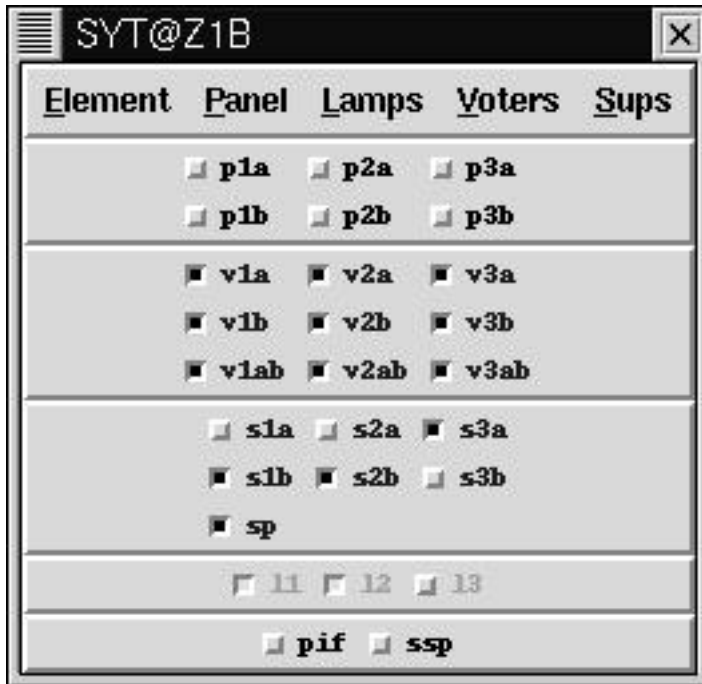 SYT@Z1B
Element Panel Lamps Voters Sups
p1a p2a p3a
p1b p2b p3b
v1a v2a v3a
v1b v2b v3b
v1ab v2ab v3ab
s1a s2a s3a
s1b s2b s3b
sp
l1 l2 l3
pif ssp